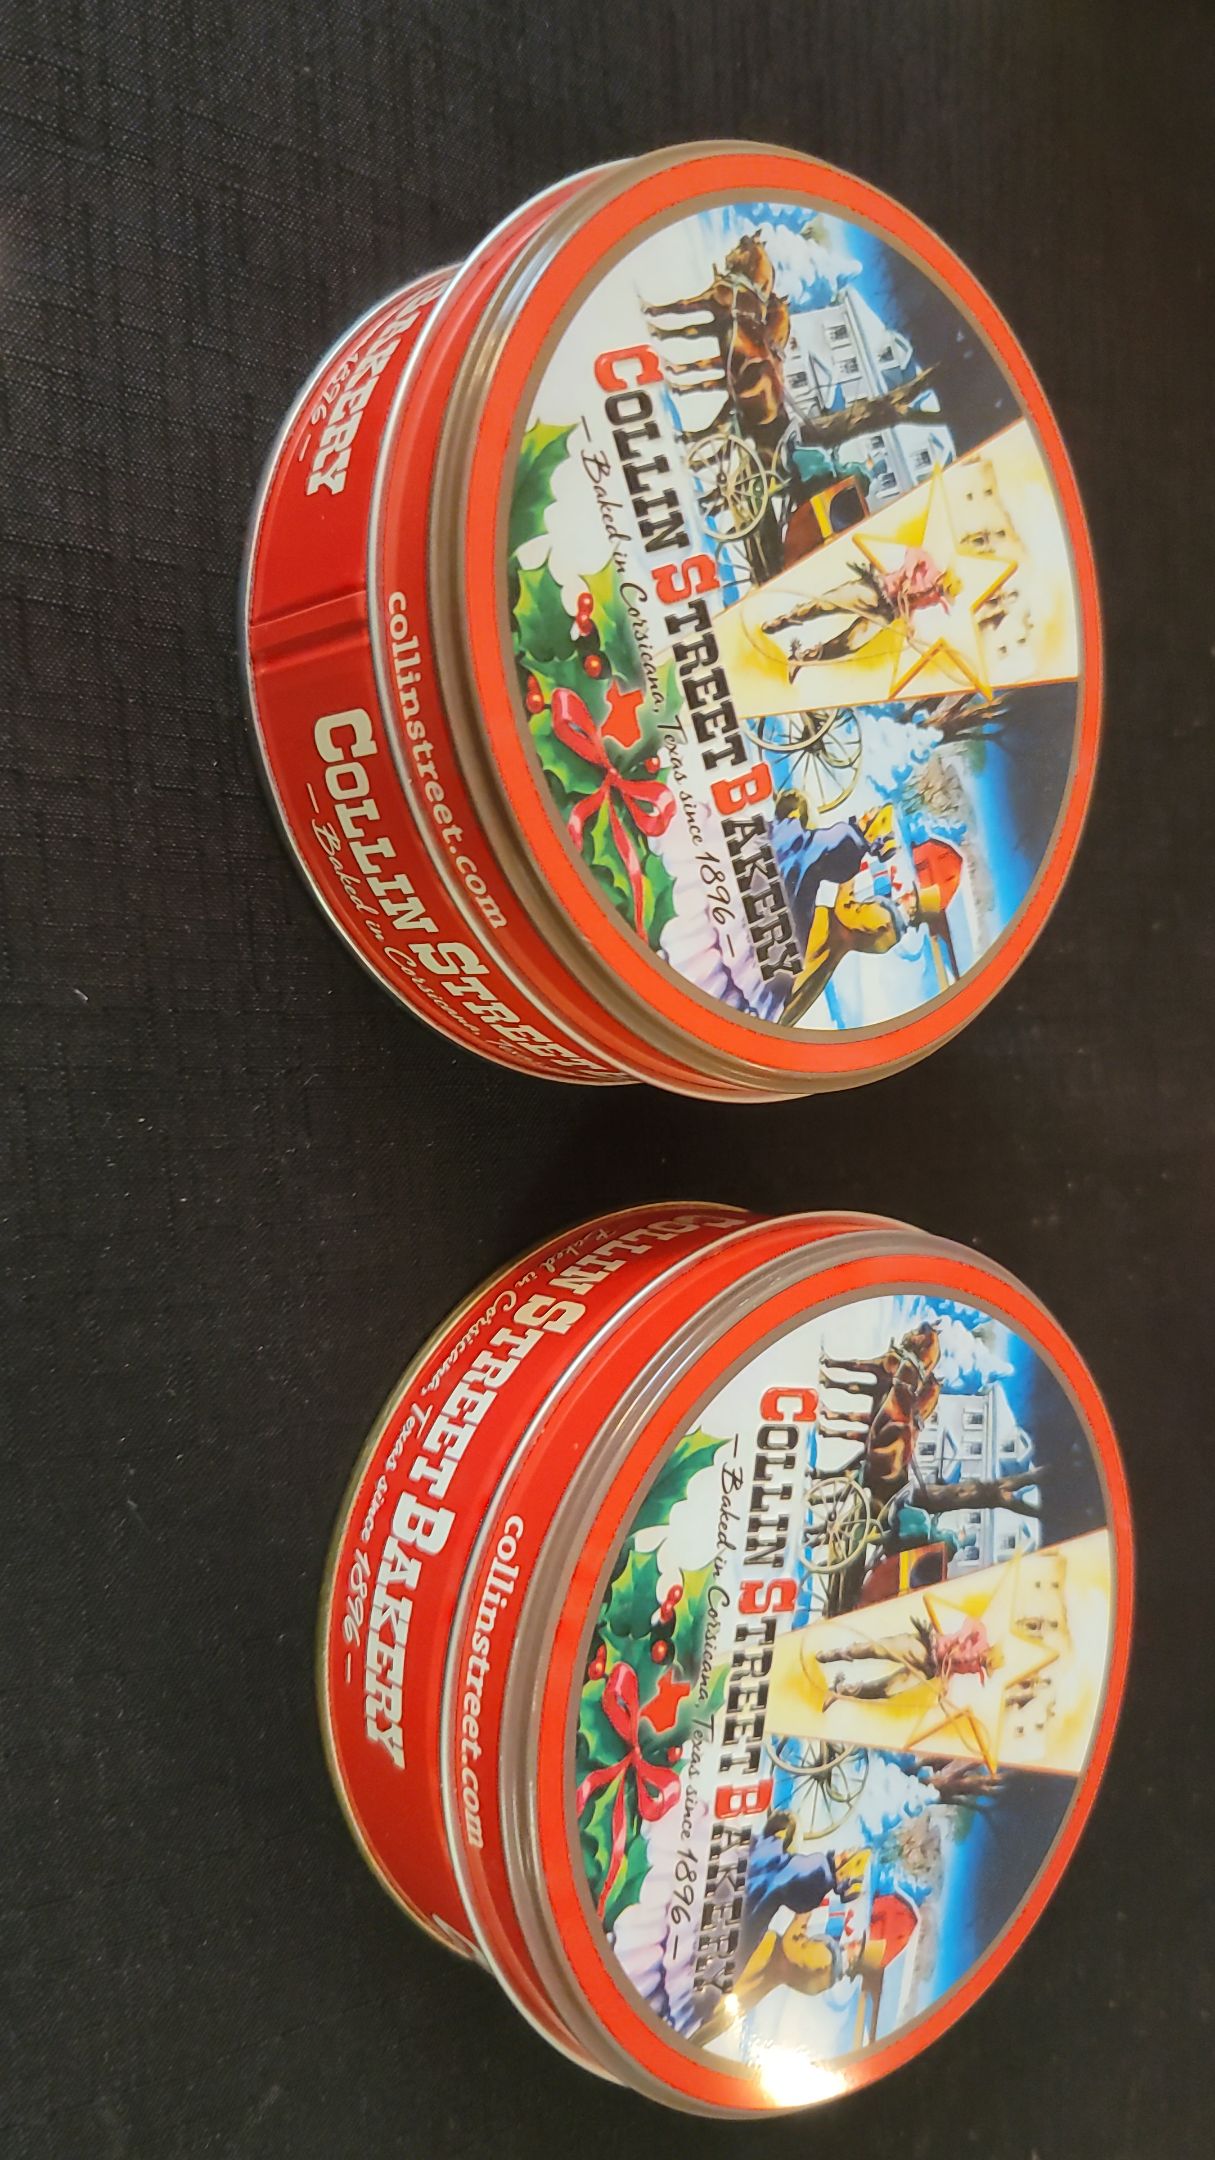 COLLIN STREET BAKERY
—Baked in Corsicana, Texas since 1896—
collinstreet.com
BAKERY
1896—
COLLIN STREET
—Baked in Corsicana,
COLLIN STREET BAKERY
—Baked in Corsicana, Texas since 1896—
collinstreet.com
COLLIN STREET BAKERY
Baked in Corsicana, Texas since 1896—